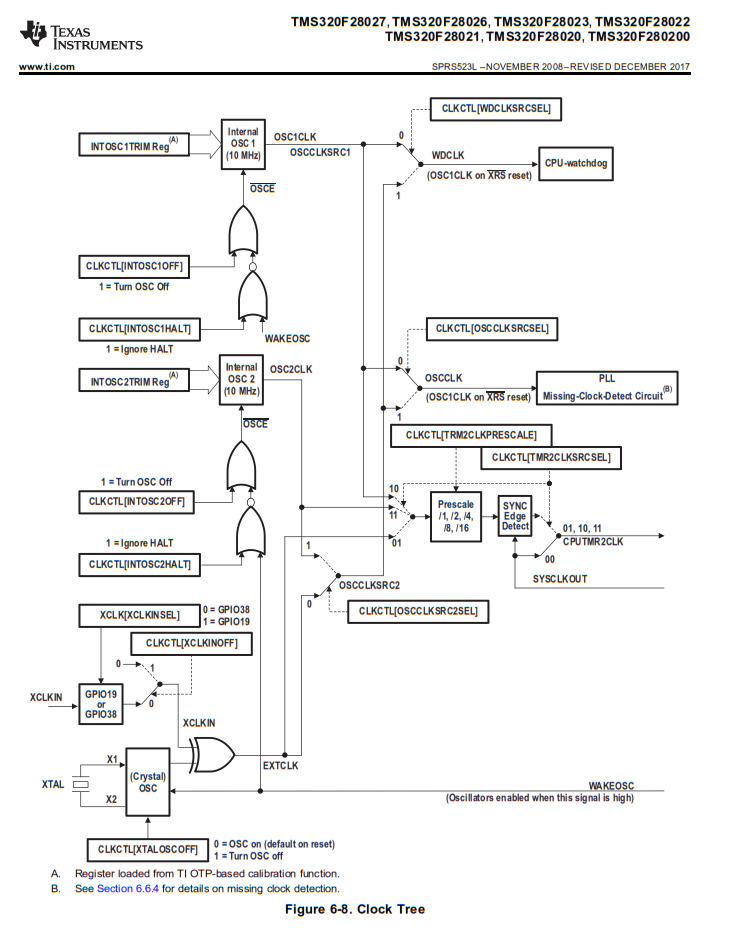 TEXAS
INSTRUMENTS
TMS320F28027, TMS320F28026, TMS320F28023, TMS320F28022
TMS320F28021, TMS320F28020, TMS320F280200
www.ti.com
SPRS523L –NOVEMBER 2008–REVISED DECEMBER 2017
CLKCTL[WDCLKSRCSEL]
INTOSC1TRIM Reg(A)
Internal
OSC 1
(10 MHz)
OSC1CLK
OSCCLKSRC1
0
WDCLK
(OSC1CLK on XRS reset)
CPU-watchdog
1
OSCE
CLKCTL[INTOSC1OFF]
1 = Turn OSC Off
CLKCTL[INTOSC1HALT]
1 = Ignore HALT
WAKEOSC
CLKCTL[OSCCLKSRCSEL]
INTOSC2TRIM Reg(A)
Internal
OSC 2
(10 MHz)
OSC2CLK
0
OSCCLK
(OSC1CLK on XRS reset)
PLL
Missing-Clock-Detect Circuit(B)
1
OSCE
CLKCTL[TRM2CLKPRESCALE]
CLKCTL[TMR2CLKSRCSEL]
1 = Turn OSC Off
CLKCTL[INTOSC2OFF]
10
11
01
Prescale
/1, /2, /4,
/8, /16
SYNC
Edge
Detect
01, 10, 11
CPUTMR2CLK
00
SYSCLKOUT
1 = Ignore HALT
CLKCTL[INTOSC2HALT]
1
OSCCLKSRC2
0
CLKCTL[OSCCLKSRC2SEL]
XCLK[XCLKINSEL]
0 = GPIO38
1 = GPIO19
CLKCTL[XCLKINOFF]
0
1
0
XCLKIN
GPIO19
or
GPIO38
XCLKIN
EXTCLK
XTAL
X1
X2
(Crystal)
OSC
WAKEOSC
(Oscillators enabled when this signal is high)
CLKCTL[XTALOSCOFF]
0 = OSC on (default on reset)
1 = Turn OSC off
A. Register loaded from TI OTP-based calibration function.
B. See Section 6.6.4 for details on missing clock detection.
Figure 6-8. Clock Tree